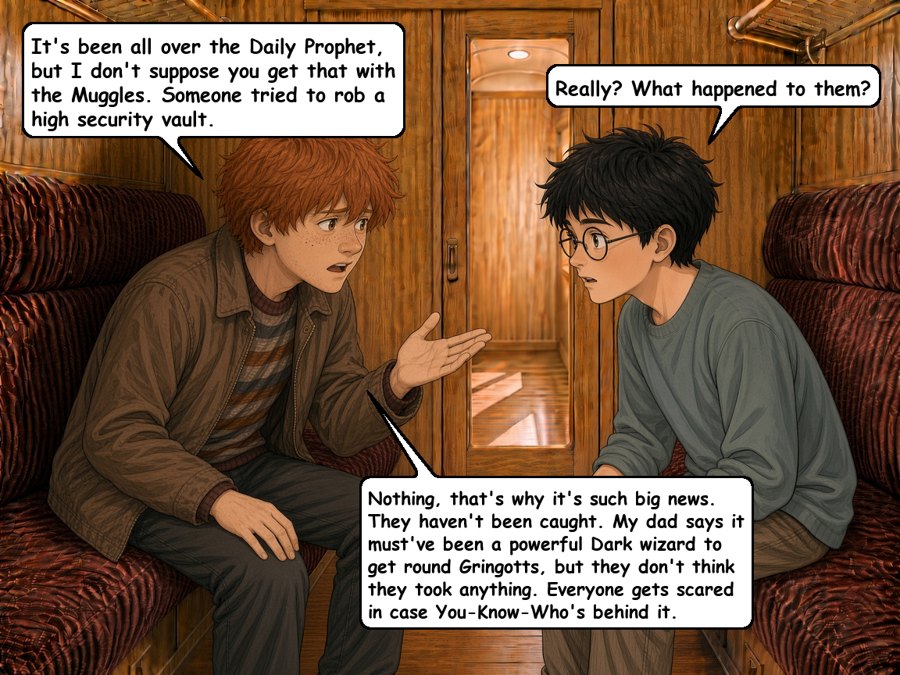 It's been all over the Daily Prophet,
but I don't suppose you get that with
the Muggles. Someone tried to rob a
high security vault.
Really? What happened to them?
Nothing, that's why it's such big news.
They haven't been caught. My dad says it
must've been a powerful Dark wizard to
get round Gringotts, but they don't think
they took anything. Everyone gets scared
in case You-Know-Who's behind it.